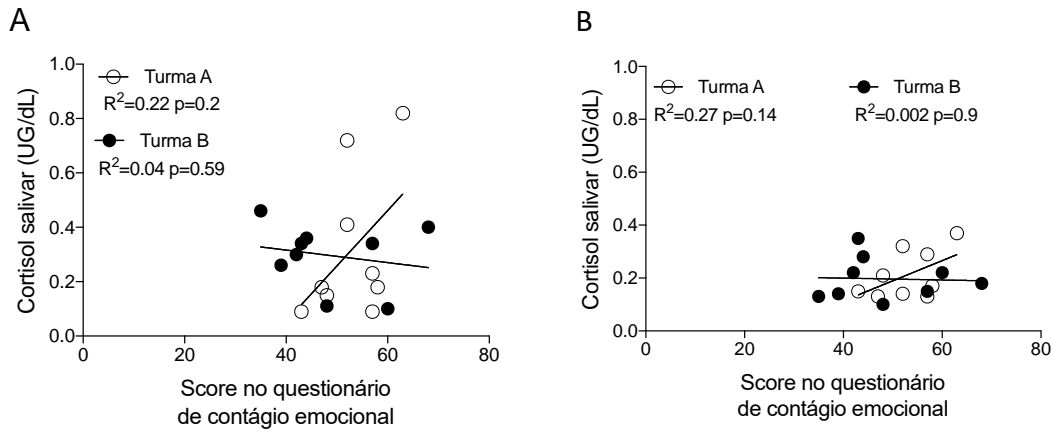 A
Cortisol salivar (UG/dL)
1.0
0.8
0.6
0.4
0.2
0.0
Turma A
R²=0.22 p=0.2
Turma B
R²=0.04 p=0.59
0 20 40 60 80
Score no questionário
de contágio emocional
B
Cortisol salivar (UG/dL)
1.0
0.8
0.6
0.4
0.2
0.0
Turma A
R²=0.27 p=0.14
Turma B
R²=0.002 p=0.9
0 20 40 60 80
Score no questionário
de contágio emocional